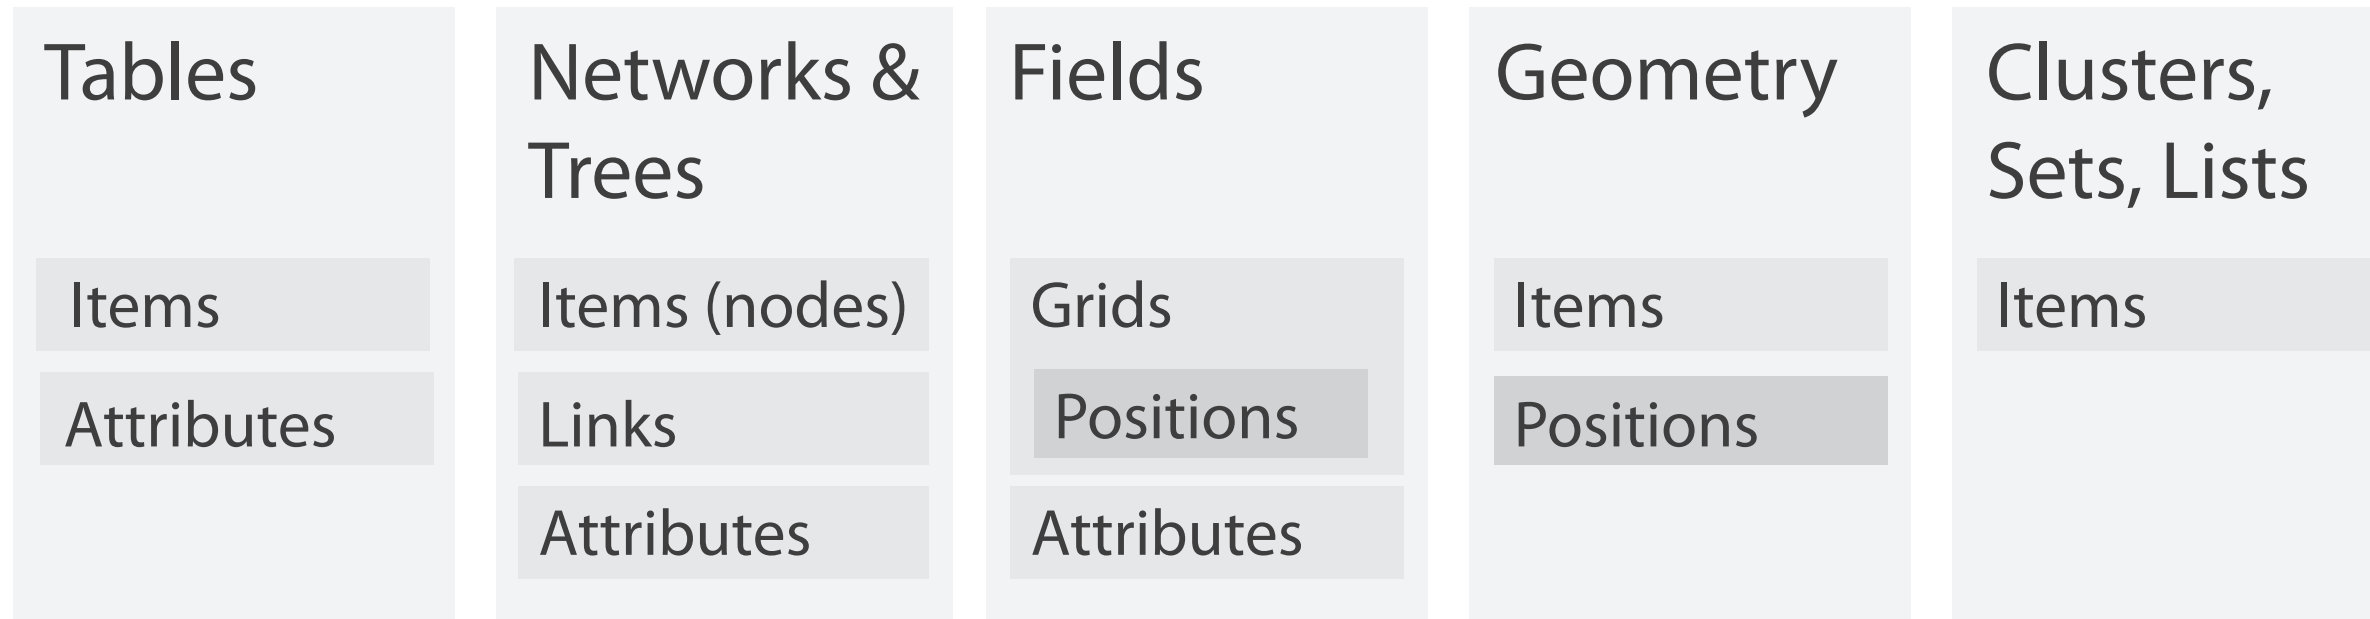 Tables
Items
Attributes
Networks &
Trees
Items (nodes)
Links
Attributes
Fields
Grids
Positions
Attributes
Geometry
Items
Positions
Clusters,
Sets, Lists
Items